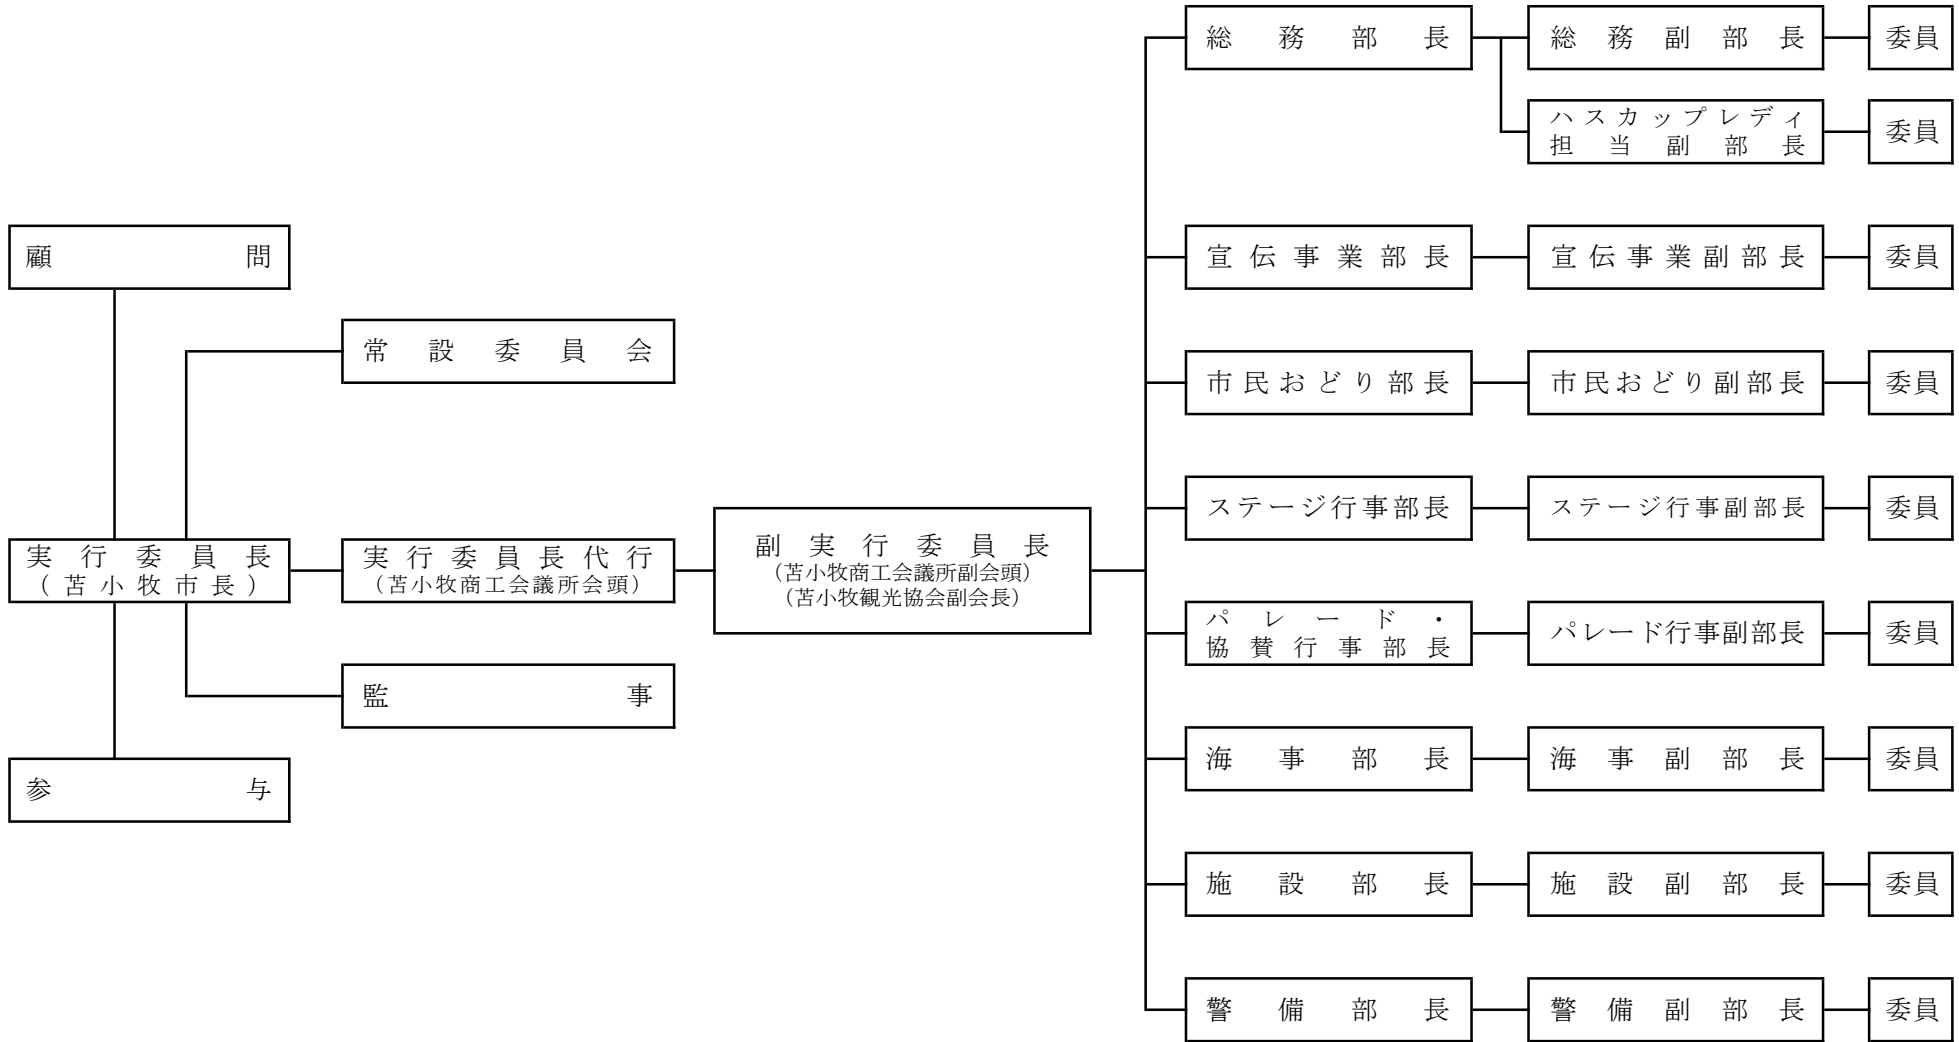 顧問
実行委員長
(苫小牧市長)
参与
常設委員会
実行委員長代行
(苫小牧商工会議所会頭)
監事
副実行委員長
(苫小牧商工会議所副会頭)
(苫小牧観光協会副会長)
総務部長
総務副部長
委員
ハスカップレディ
担当副部長
委員
宣伝事業部長
宣伝事業副部長
委員
市民おどり部長
市民おどり副部長
委員
ステージ行事部長
ステージ行事副部長
委員
パレード・
協賛行事部長
パレード行事副部長
委員
海事部長
海事副部長
委員
施設部長
施設副部長
委員
警備部長
警備副部長
委員